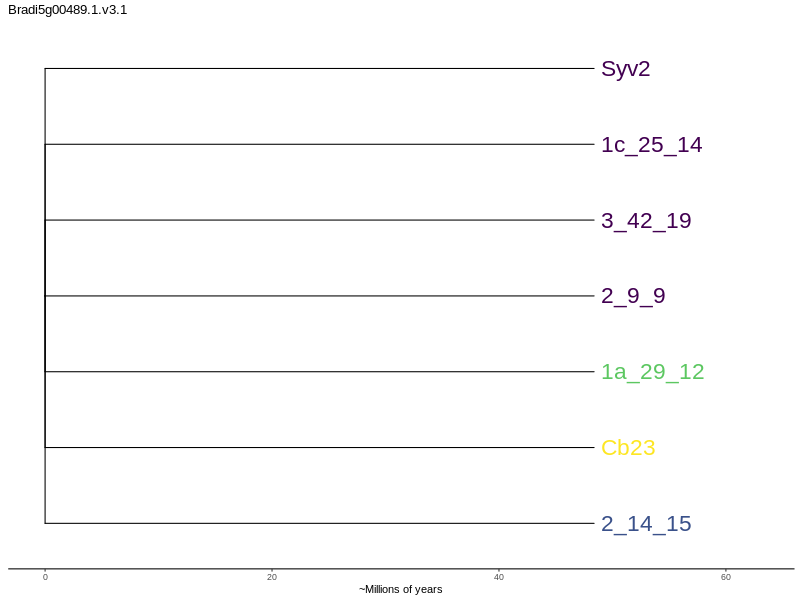 Bradi5g00489.1.v3.1
Syv2
1c_25_14
3_42_19
2_9_9
1a_29_12
Cb23
2_14_15
0 20 40 60
~Millions of years